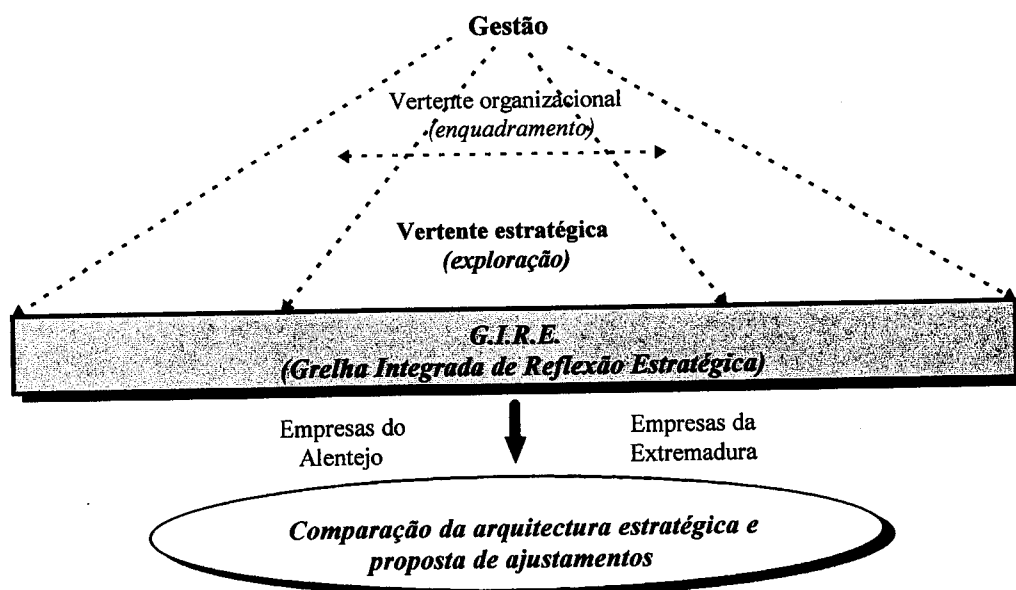 Gestão
Vertente organizacional
(enquadramento)
Vertente estratégica
(exploração)
G.I.R.E.
(Grelha Integrada de Reflexão Estratégica)
Empresas do
Alentejo
Empresas da
Extremadura
Comparação da arquitectura estratégica e
proposta de ajustamentos